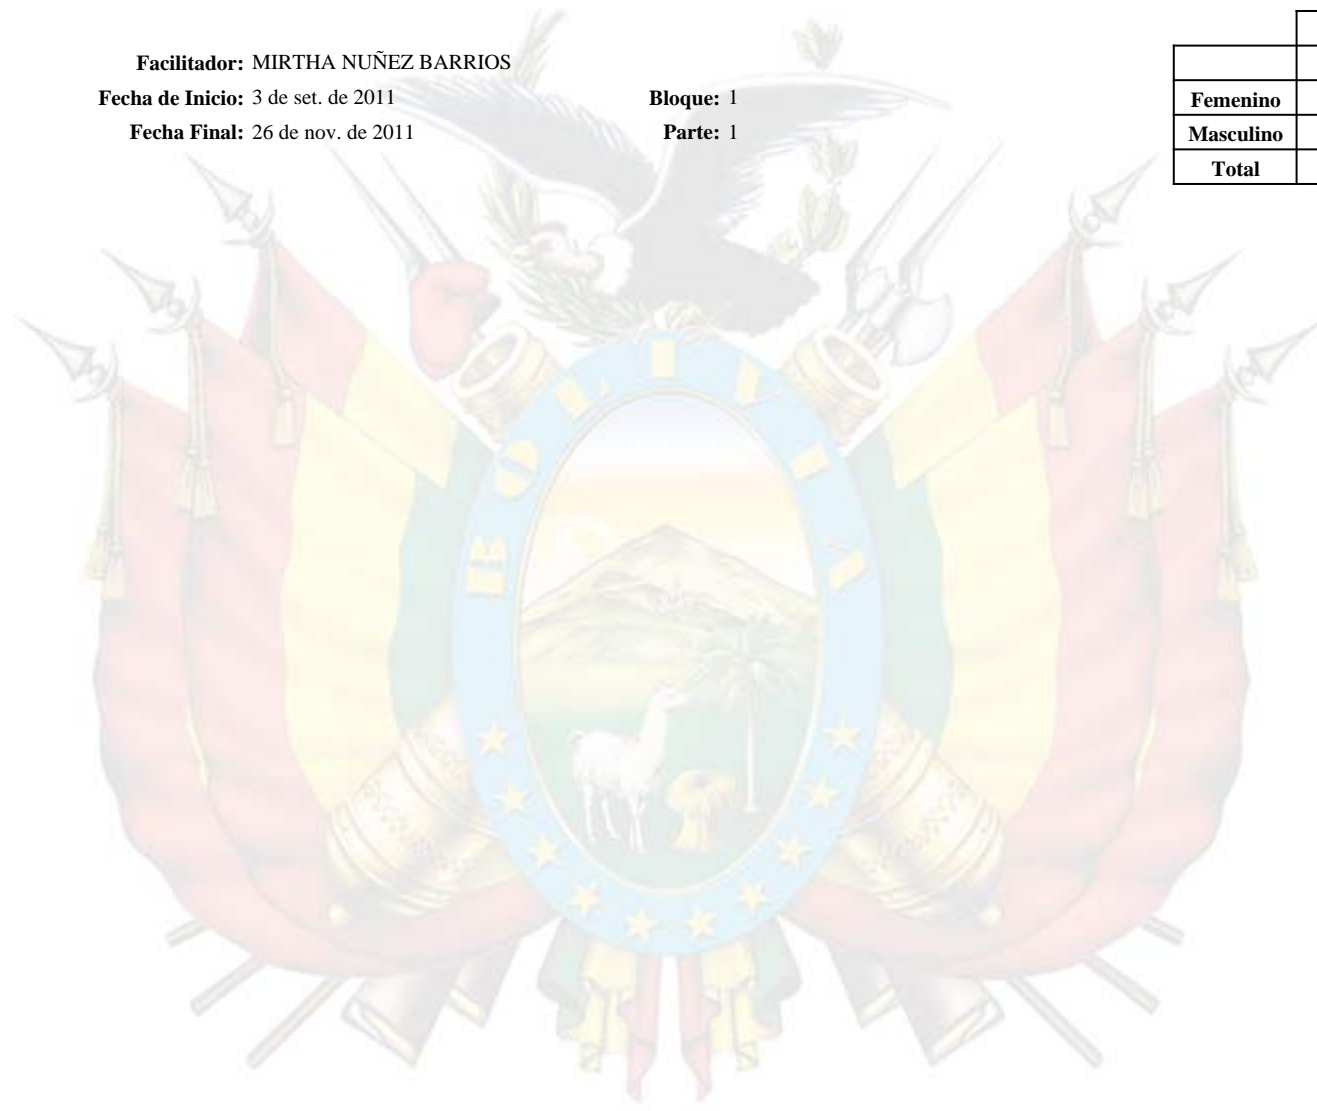 Facilitador: MIRTHA NUÑEZ BARRIOS
Fecha de Inicio: 3 de set. de 2011 Bloque: 1
Fecha Final: 26 de nov. de 2011 Parte: 1
Femenino
Masculino
Total
BOLIVIA